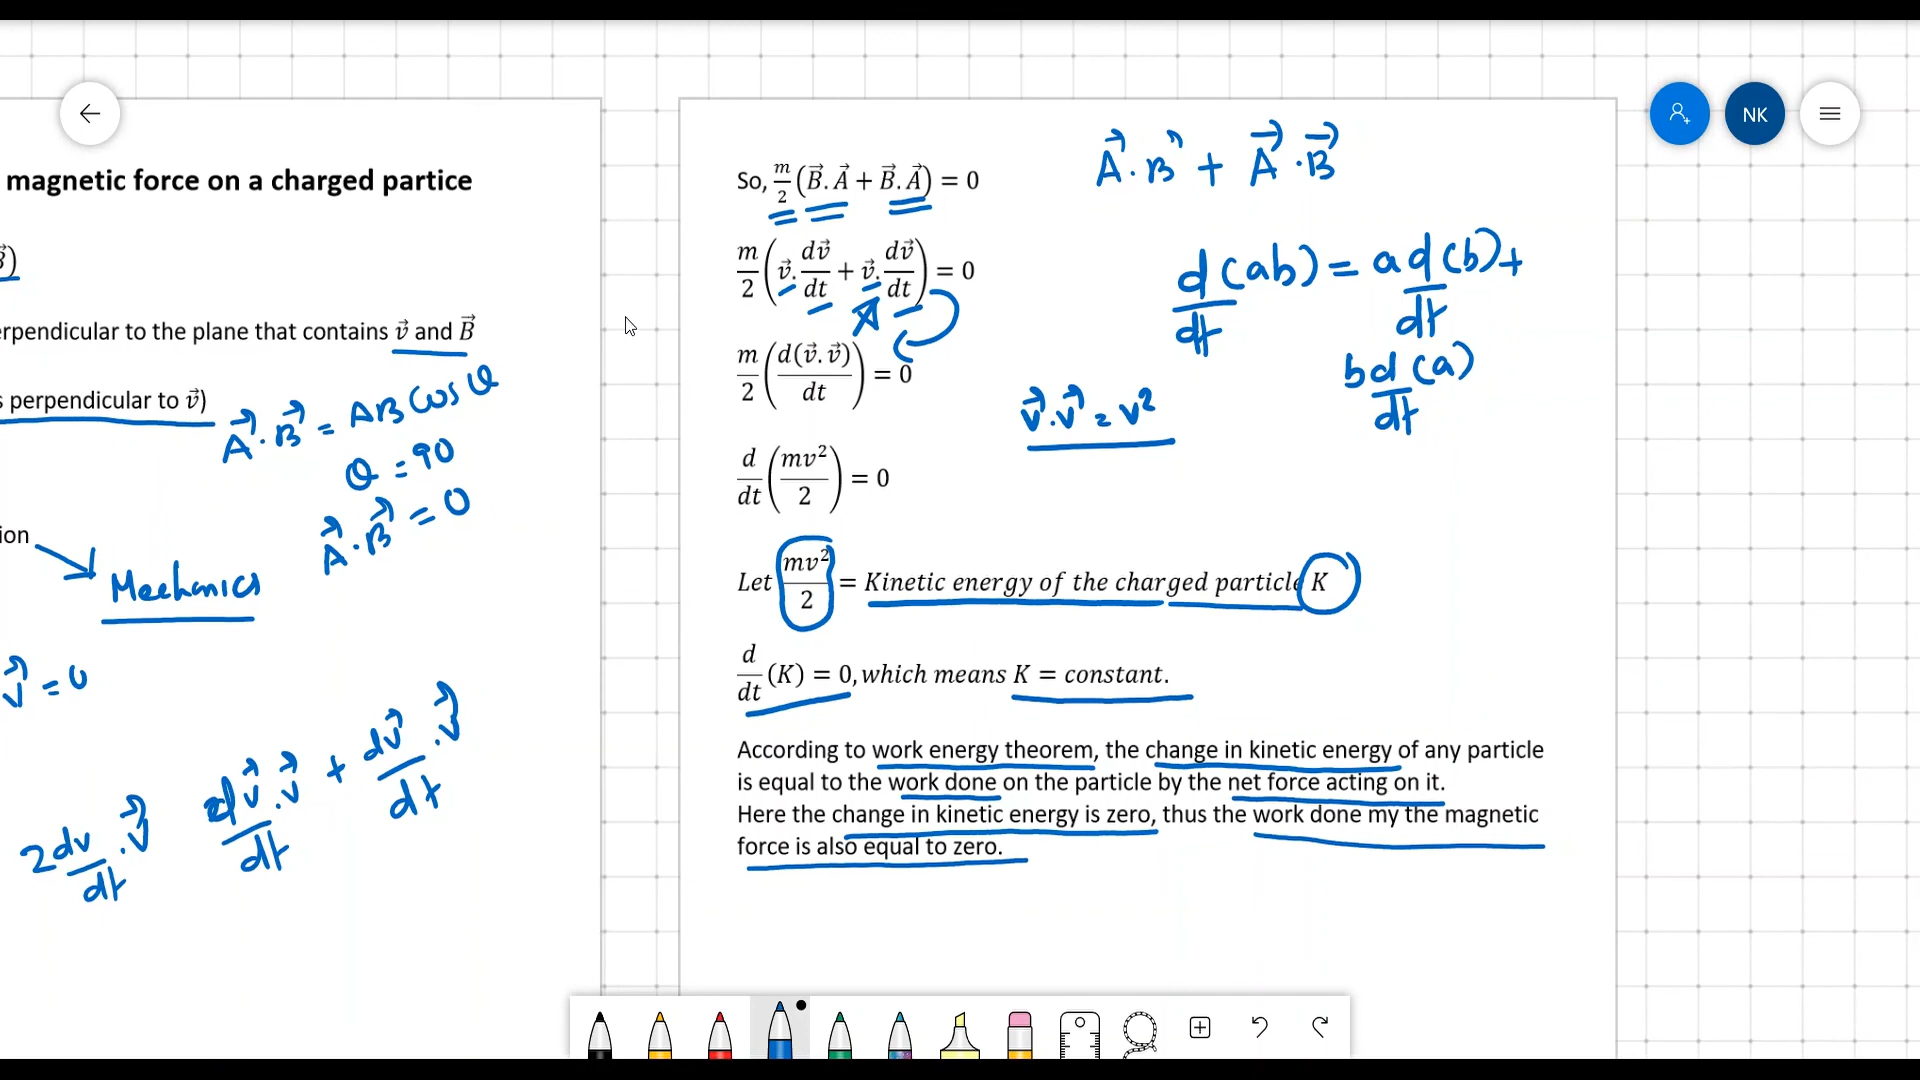 magnetic force on a charged partice
erpendicular to the plane that contains v⃗ and B⃗
s perpendicular to v⃗)
A⃗.B⃗ = AB Cos θ
θ = 90
A⃗.B⃗ = 0
ion
Mechanics
v⃗ = 0
2dv/dt .v⃗ dv⃗/dt .v⃗ + dv⃗/dt .v⃗
So, m/2 (B⃗.A⃗ + B⃗.A⃗) = 0
m/2 (v⃗. dv⃗/dt + v⃗. dv⃗/dt) = 0
m/2 (d(v⃗.v⃗)/dt) = 0
d/dt (mv²/2) = 0
Let mv²/2 = Kinetic energy of the charged particle K
d/dt (K) = 0, which means K = constant.
According to work energy theorem, the change in kinetic energy of any particle
is equal to the work done on the particle by the net force acting on it.
Here the change in kinetic energy is zero, thus the work done my the magnetic
force is also equal to zero.
A⃗.B⃗ + A⃗.B⃗
d/dt (ab) = a d(b)/dt +
b d(a)/dt
v⃗.v⃗ = v²
NK